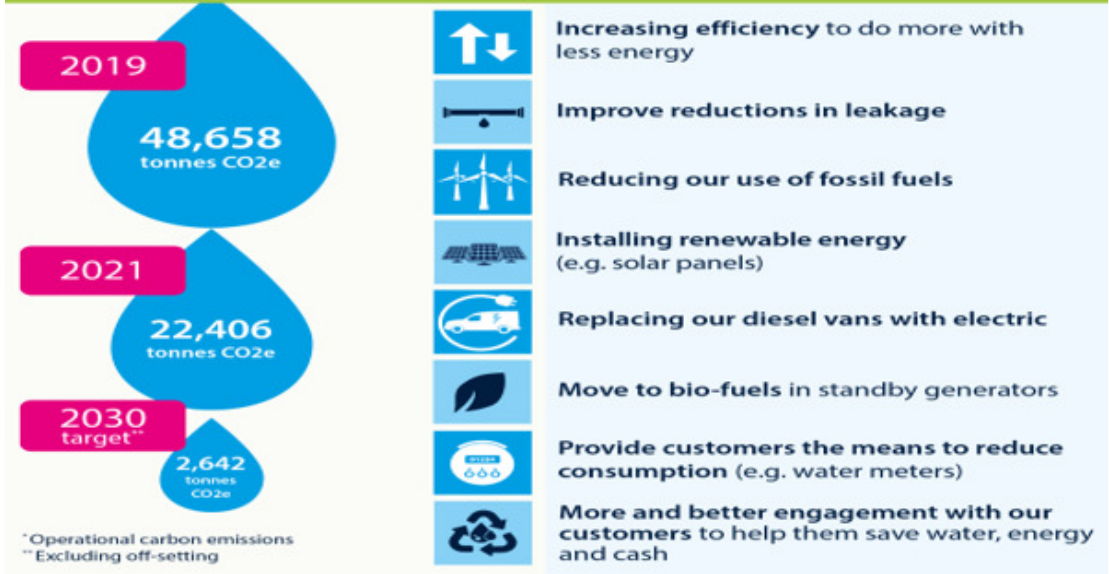 2019
48,658
tonnes CO2e
2021
22,406
tonnes CO2e
2030
target**
2,642
tonnes
CO2e
*Operational carbon emissions
**Excluding off-setting
Increasing efficiency to do more with
less energy
Improve reductions in leakage
Reducing our use of fossil fuels
Installing renewable energy
(e.g. solar panels)
Replacing our diesel vans with electric
Move to bio-fuels in standby generators
Provide customers the means to reduce
consumption (e.g. water meters)
More and better engagement with our
customers to help them save water, energy
and cash